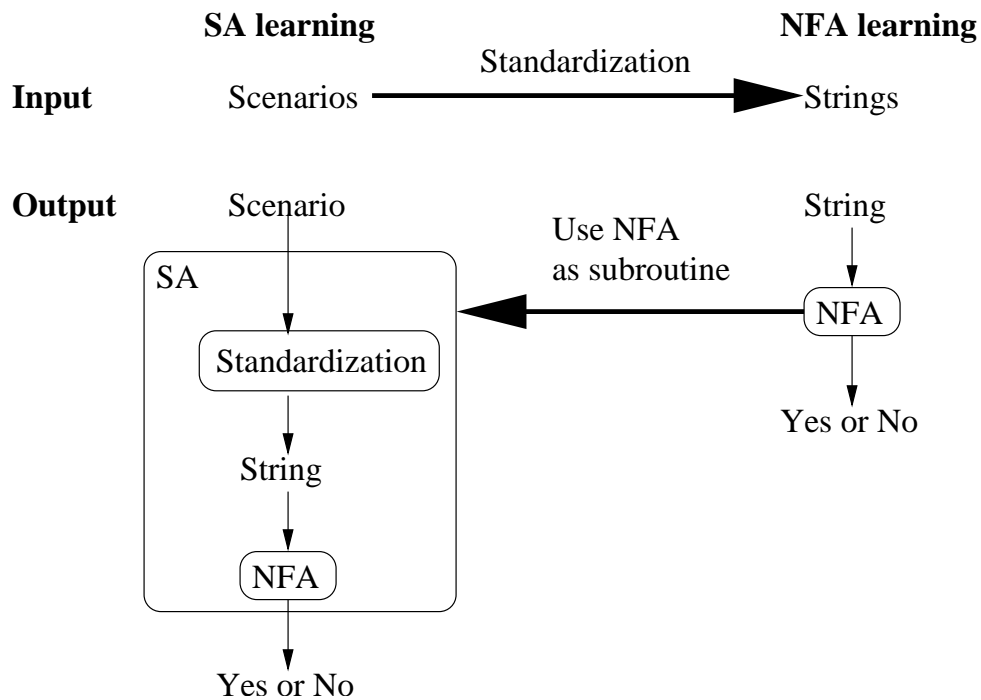 SA learning
NFA learning
Standardization
Input
Scenarios
Strings
Output
Scenario
String
Use NFA
as subroutine
SA
NFA
Standardization
Yes or No
String
NFA
Yes or No